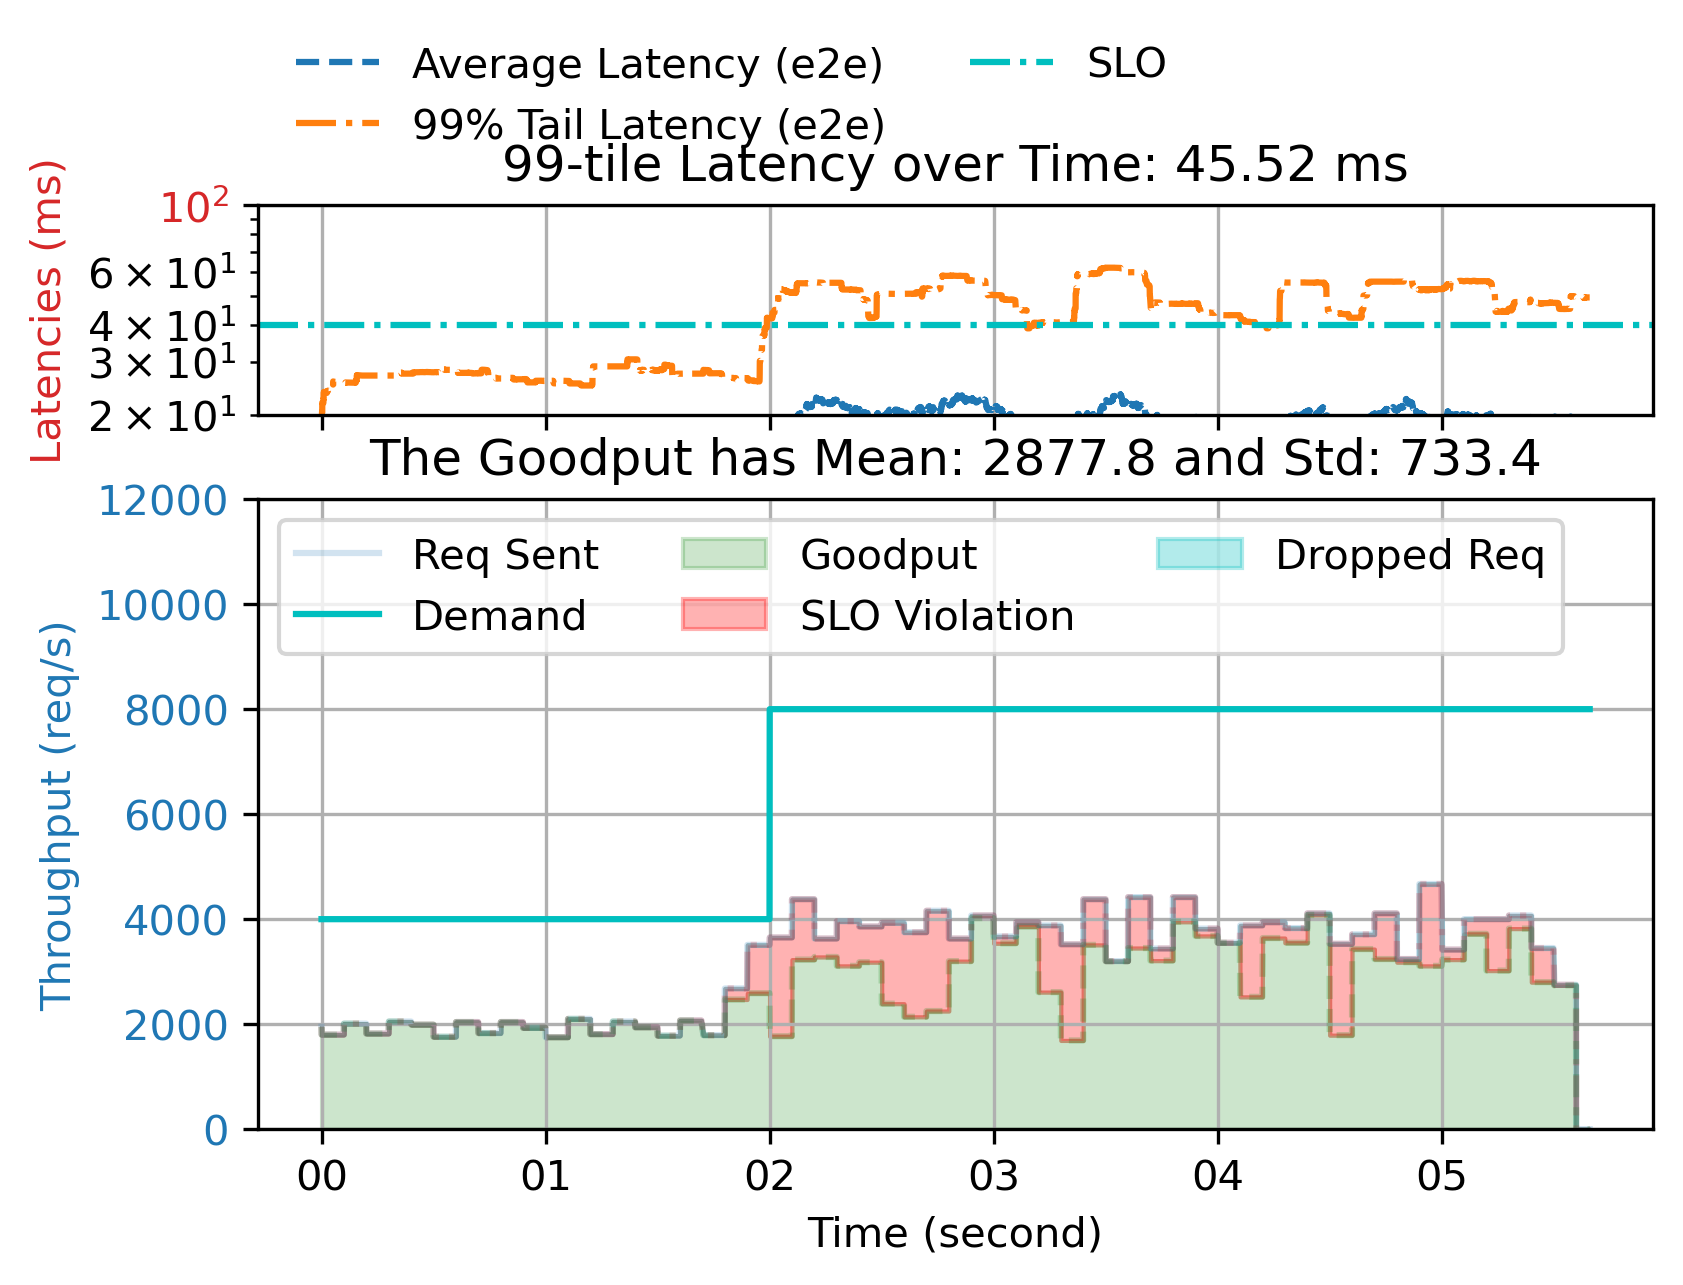 Average Latency (e2e)
SLO
99% Tail Latency (e2e)
99-tile Latency over Time: 45.52 ms
Latencies (ms)
10²
6 × 10¹
4 × 10¹
3 × 10¹
2 × 10¹
The Goodput has Mean: 2877.8 and Std: 733.4
Throughput (req/s)
12000
10000
8000
6000
4000
2000
0
Req Sent
Goodput
Dropped Req
Demand
SLO Violation
00 01 02 03 04 05
Time (second)